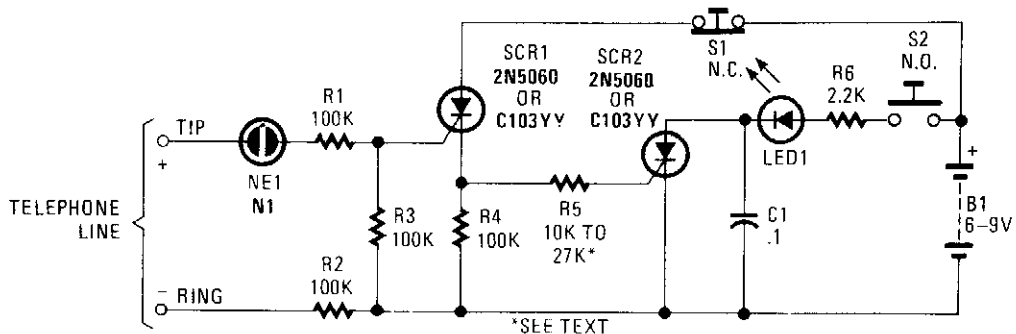 SCR1
2N5060
OR
C103YY
SCR2
2N5060
OR
C103YY
S1
N.C.
S2
N.O.
R6
2.2K
LED1
R1
100K
TIP
+
NE1
N1
TELEPHONE
LINE
R3
100K
R4
100K
R5
10K TO
27K*
C1
.1
+
B1
6-9V
R2
100K
− RING
*SEE TEXT